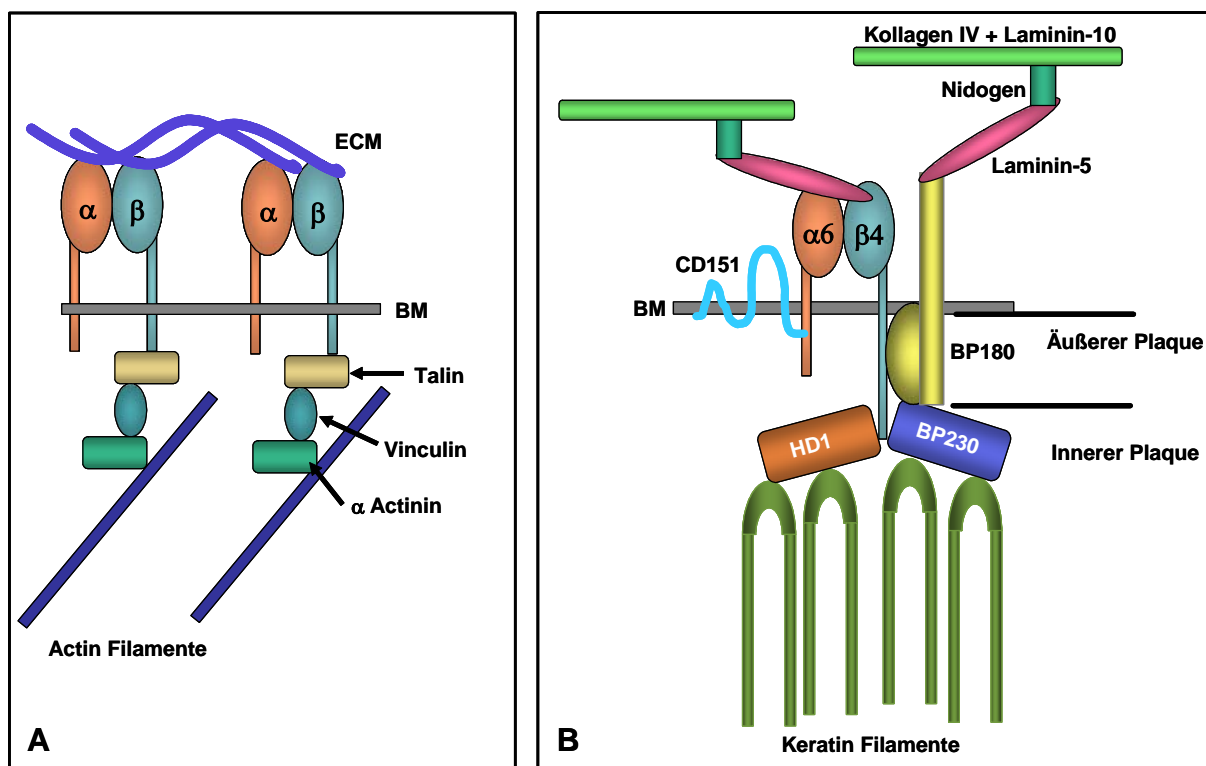 ECM
α
β
α
β
BM
Talin
Vinculin
α Actinin
Actin Filamente
A
Kollagen IV + Laminin-10
Nidogen
Laminin-5
α6
β4
CD151
BM
BP180
Äußerer Plaque
HD1
BP230
Innerer Plaque
Keratin Filamente
B